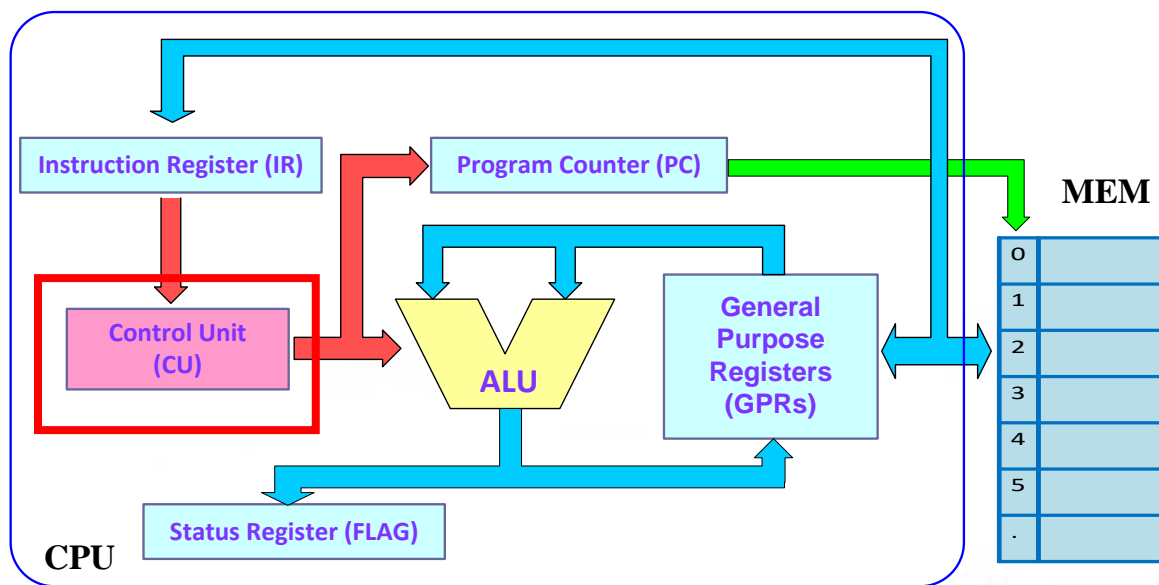 Instruction Register (IR)
Program Counter (PC)
MEM
0
1
2
3
4
5
.
Control Unit
(CU)
ALU
General
Purpose
Registers
(GPRs)
Status Register (FLAG)
CPU